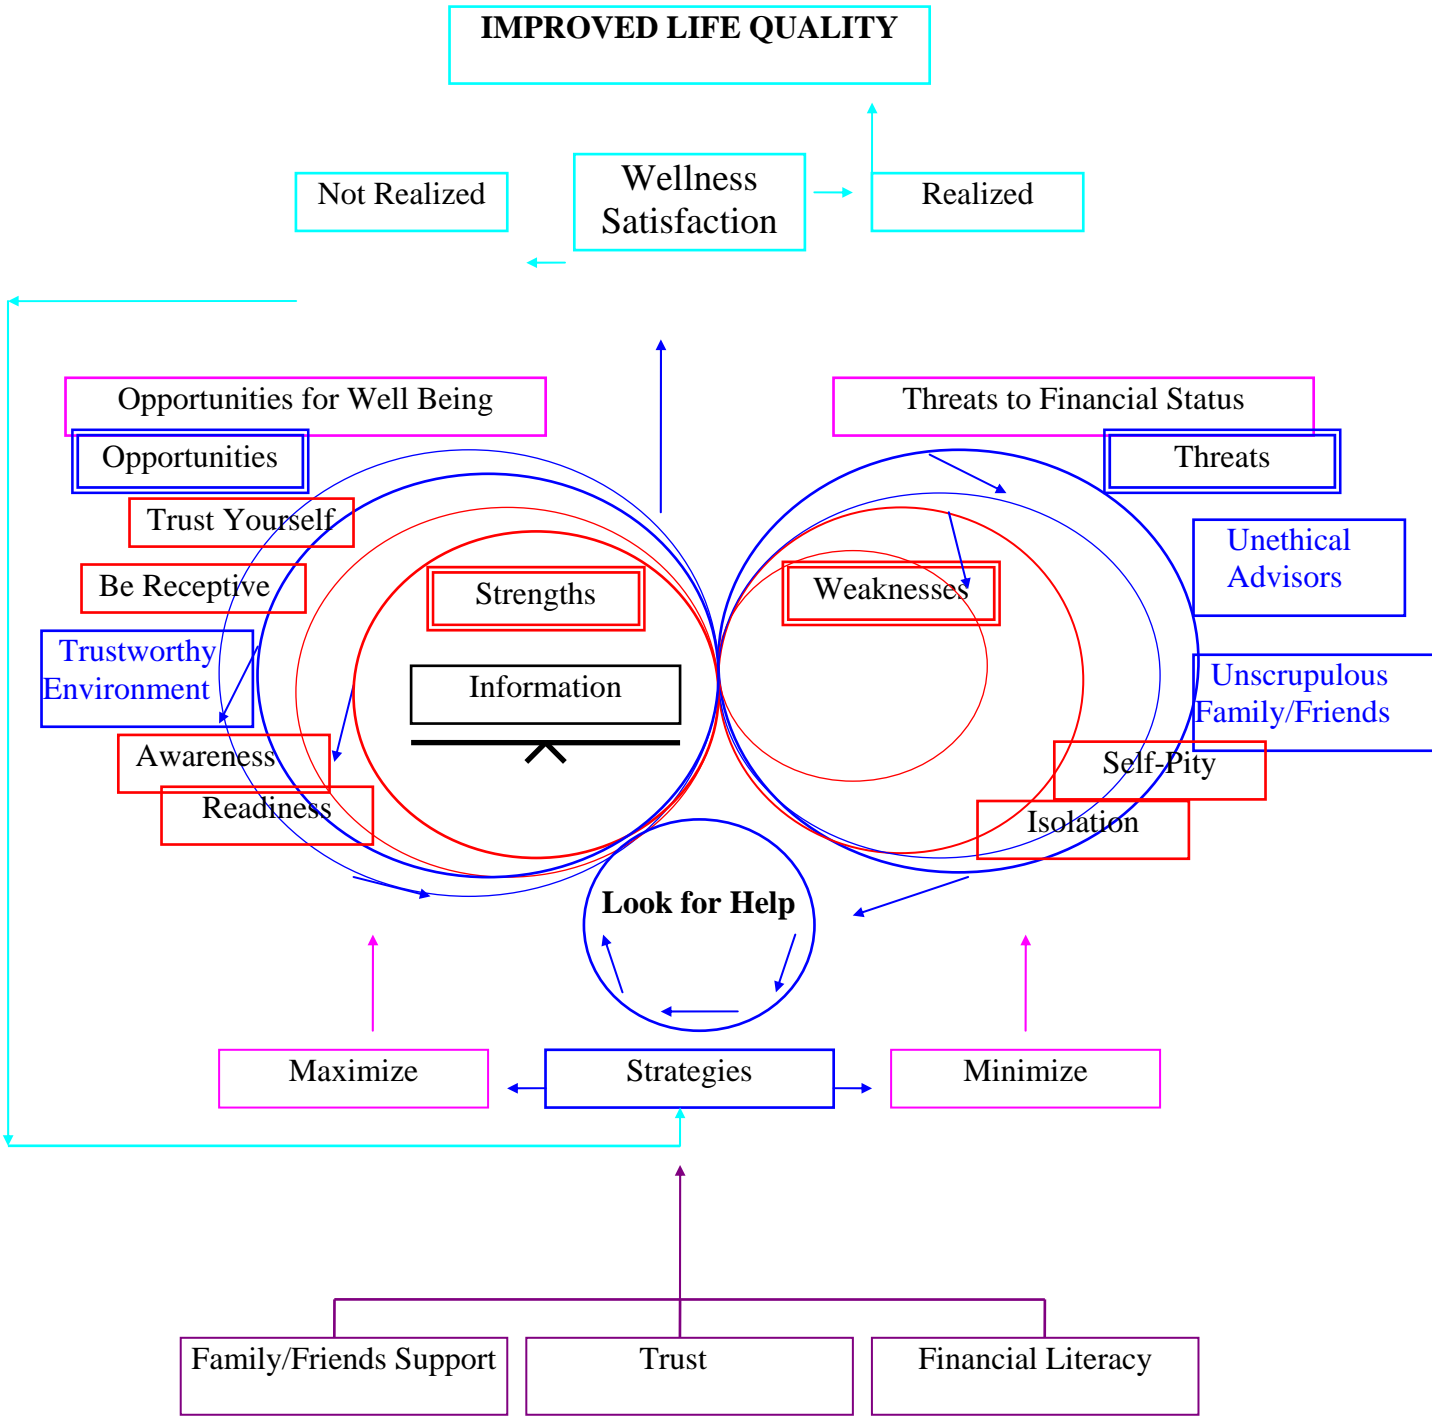 IMPROVED LIFE QUALITY
Not Realized
Wellness
Satisfaction
Realized
Opportunities for Well Being
Threats to Financial Status
Opportunities
Threats
Trust Yourself
Unethical
Advisors
Be Receptive
Strengths
Weaknesses
Trustworthy
Environment
Information
Unscrupulous
Family/Friends
Awareness
Self-Pity
Readiness
Isolation
Look for Help
Maximize
Strategies
Minimize
Family/Friends Support
Trust
Financial Literacy